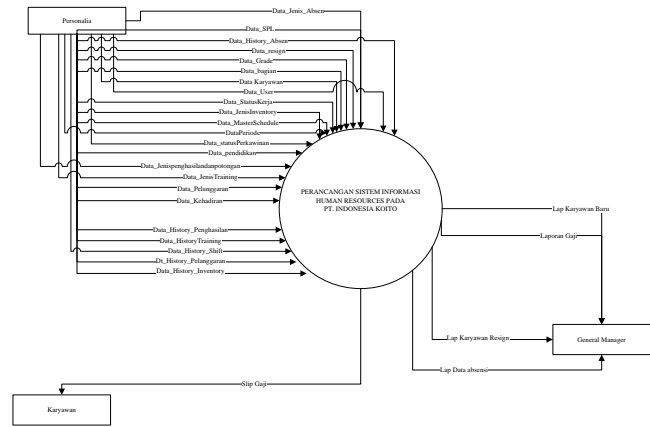 Data_Jenis_Absen
Personalia
Data_SPL
Data_History_Absen
Data_resign
Data_Grade
Data_bagian
Data Karyawan
Data_User
Data_StatusKerja
Data_JenisInventory
Data_MasterSchedule
DataPeriode
Data_statusPerkawinan
Data_pendidikan
Data_Jenispenghasilandanpotongan
Data_JenisTraining
Data_Pelanggaran
Data_Kehadiran
PERANCANGAN SISTEM INFORMASI
HUMAN RESOURCES PADA
PT. INDONESIA KOITO
Lap Karyawan Baru
Laporan Gaji
Data_History_Penghasilan
Data_HistoryTraining
Data_History_Shift
Dt_History_Pelanggaran
Data_History_Inventory
Lap Karyawan Resign
General Manager
Lap Data absensi
Slip Gaji
Karyawan